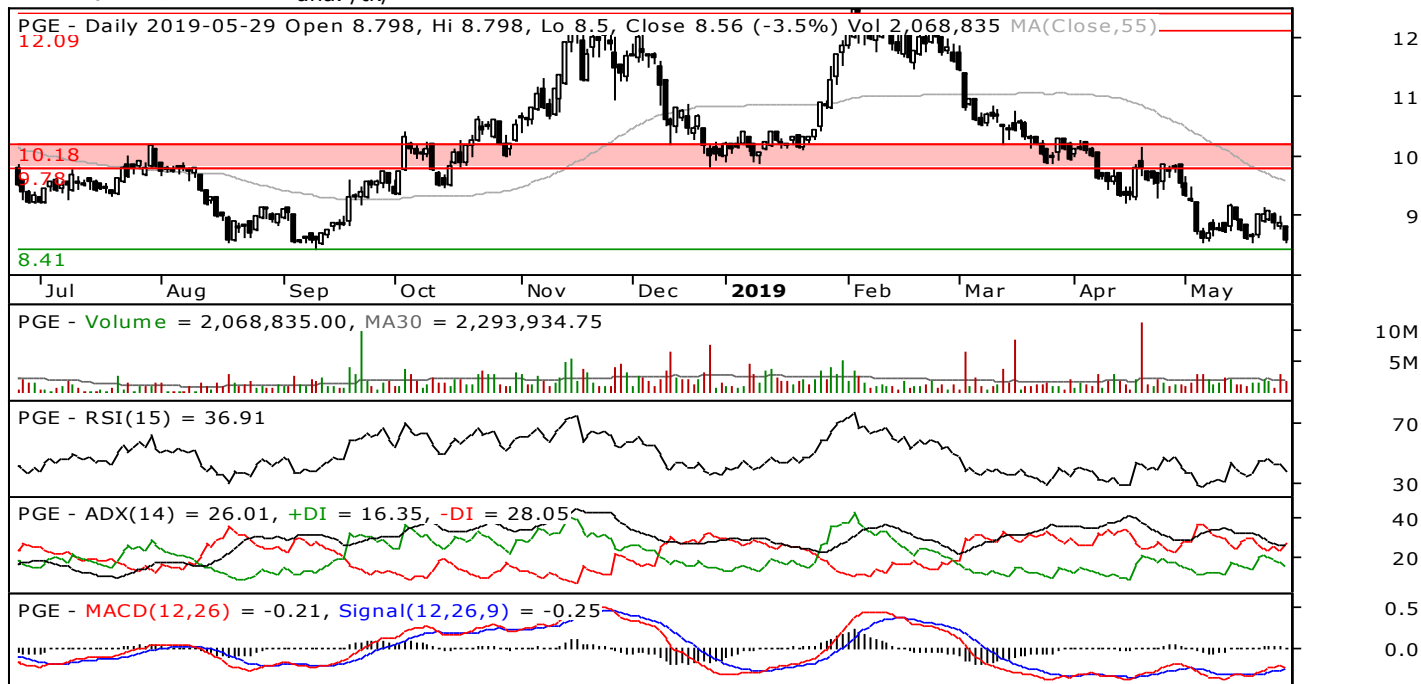 PGE - Daily 2019-05-29 Open 8.798, Hi 8.798, Lo 8.5, Close 8.56 (-3.5%) Vol 2,068,835 MA(Close,55)
12.09
12
11
10.18
10
9.78
9
8.41
Jul Aug Sep Oct Nov Dec 2019 Feb Mar Apr May
PGE - Volume = 2,068,835.00, MA30 = 2,293,934.75
10M
5M
PGE - RSI(15) = 36.91
70
30
PGE - ADX(14) = 26.01, +DI = 16.35, -DI = 28.05
40
20
PGE - MACD(12,26) = -0.21, Signal(12,26,9) = -0.25
0.5
0.0